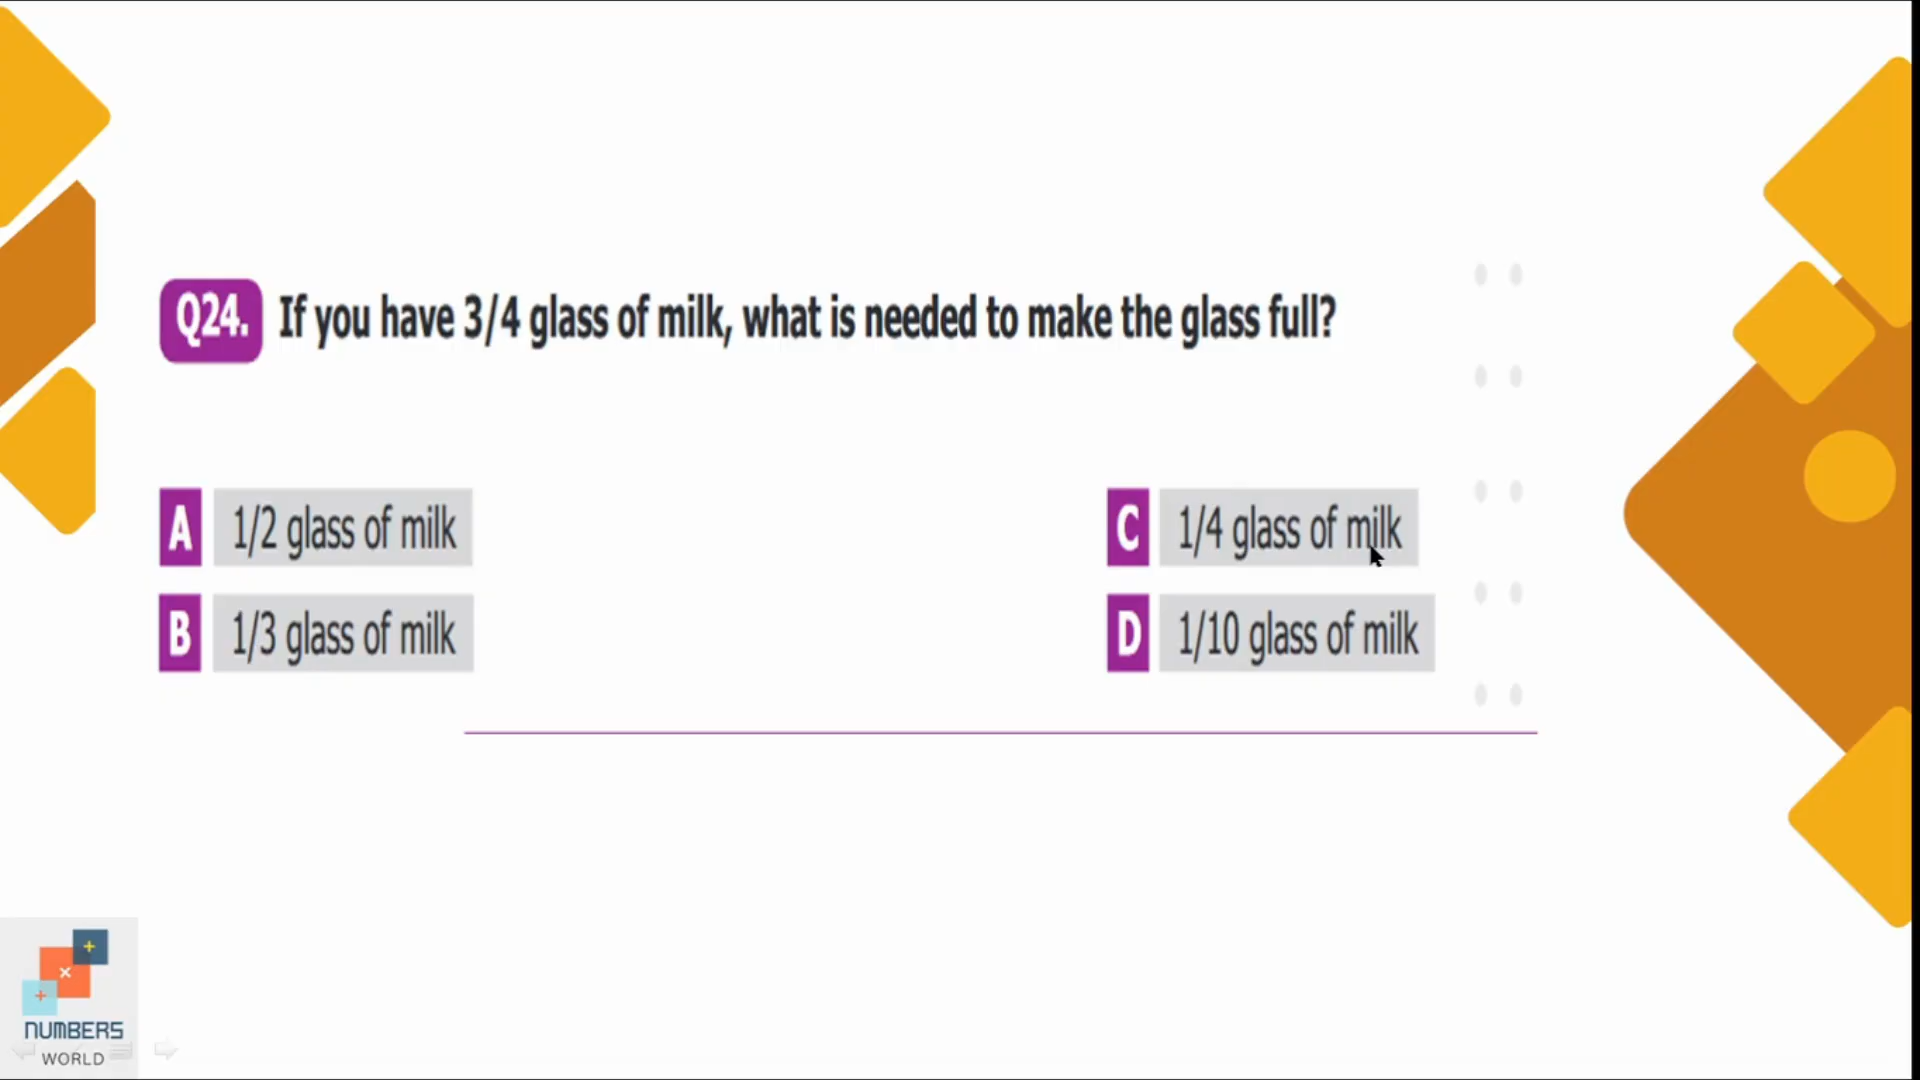 Q24. If you have 3/4 glass of milk, what is needed to make the glass full?
A 1/2 glass of milk
C 1/4 glass of milk
B 1/3 glass of milk
D 1/10 glass of milk
NUMBERS
WORLD